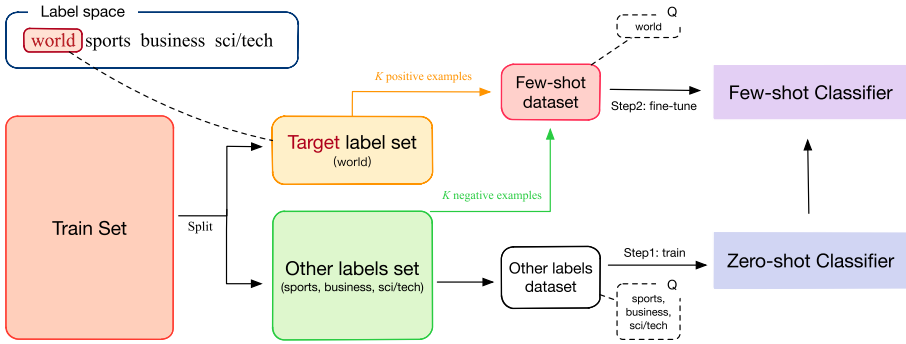 Label space
world sports business sci/tech
Q
world
K positive examples
Few-shot
dataset
Step2: fine-tune
Few-shot Classifier
Target label set
(world)
K negative examples
Train Set
Split
Other labels set
(sports, business, sci/tech)
Other labels
dataset
Step1: train
Zero-shot Classifier
Q
sports,
business,
sci/tech